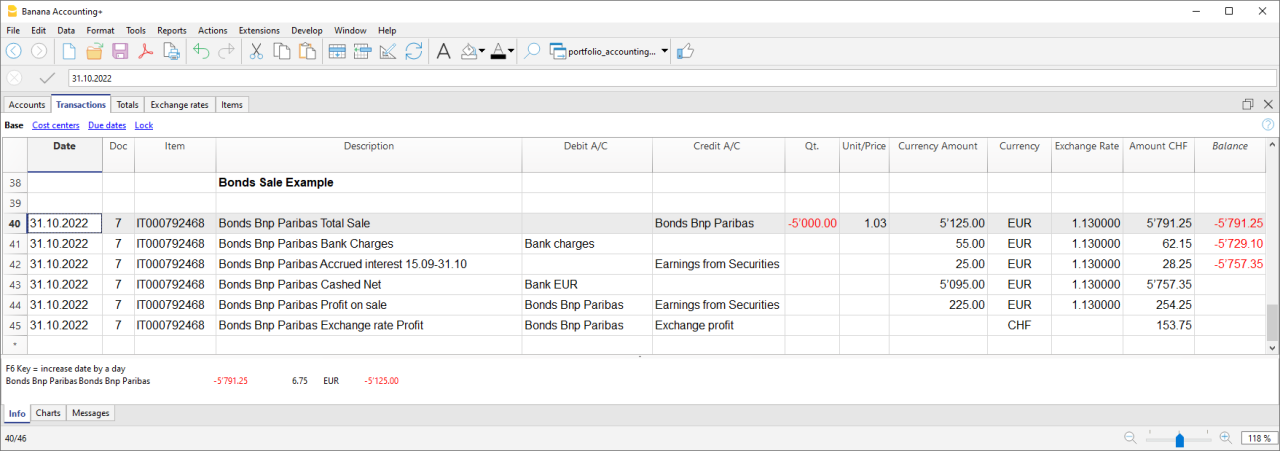 Banana Accounting+
File Edit Data Format Tools Reports Actions Extensions Develop Window Help
portfolio_accounting...
31.10.2022
Accounts Transactions Totals Exchange rates Items
Base Cost centers Due dates Lock
Date Doc Item Description Debit A/C Credit A/C Qt. Unit/Price Currency Amount Currency Exchange Rate Amount CHF Balance
38 Bonds Sale Example
39
40 31.10.2022 7 IT000792468 Bonds Bnp Paribas Total Sale Bonds Bnp Paribas -5'000.00 1.03 5'125.00 EUR 1.130000 5'791.25 -5'791.25
41 31.10.2022 7 IT000792468 Bonds Bnp Paribas Bank Charges Bank charges 55.00 EUR 1.130000 62.15 -5'729.10
42 31.10.2022 7 IT000792468 Bonds Bnp Paribas Accrued interest 15.09-31.10 Earnings from Securities 25.00 EUR 1.130000 28.25 -5'757.35
43 31.10.2022 7 IT000792468 Bonds Bnp Paribas Cashed Net Bank EUR 5'095.00 EUR 1.130000 5'757.35
44 31.10.2022 7 IT000792468 Bonds Bnp Paribas Profit on sale Bonds Bnp Paribas Earnings from Securities 225.00 EUR 1.130000 254.25
45 31.10.2022 7 IT000792468 Bonds Bnp Paribas Exchange rate Profit Bonds Bnp Paribas Exchange profit CHF 153.75
*
F6 Key = increase date by a day
Bonds Bnp Paribas Bonds Bnp Paribas -5'791.25 6.75 EUR -5'125.00
Info Charts Messages
40/46 118 %